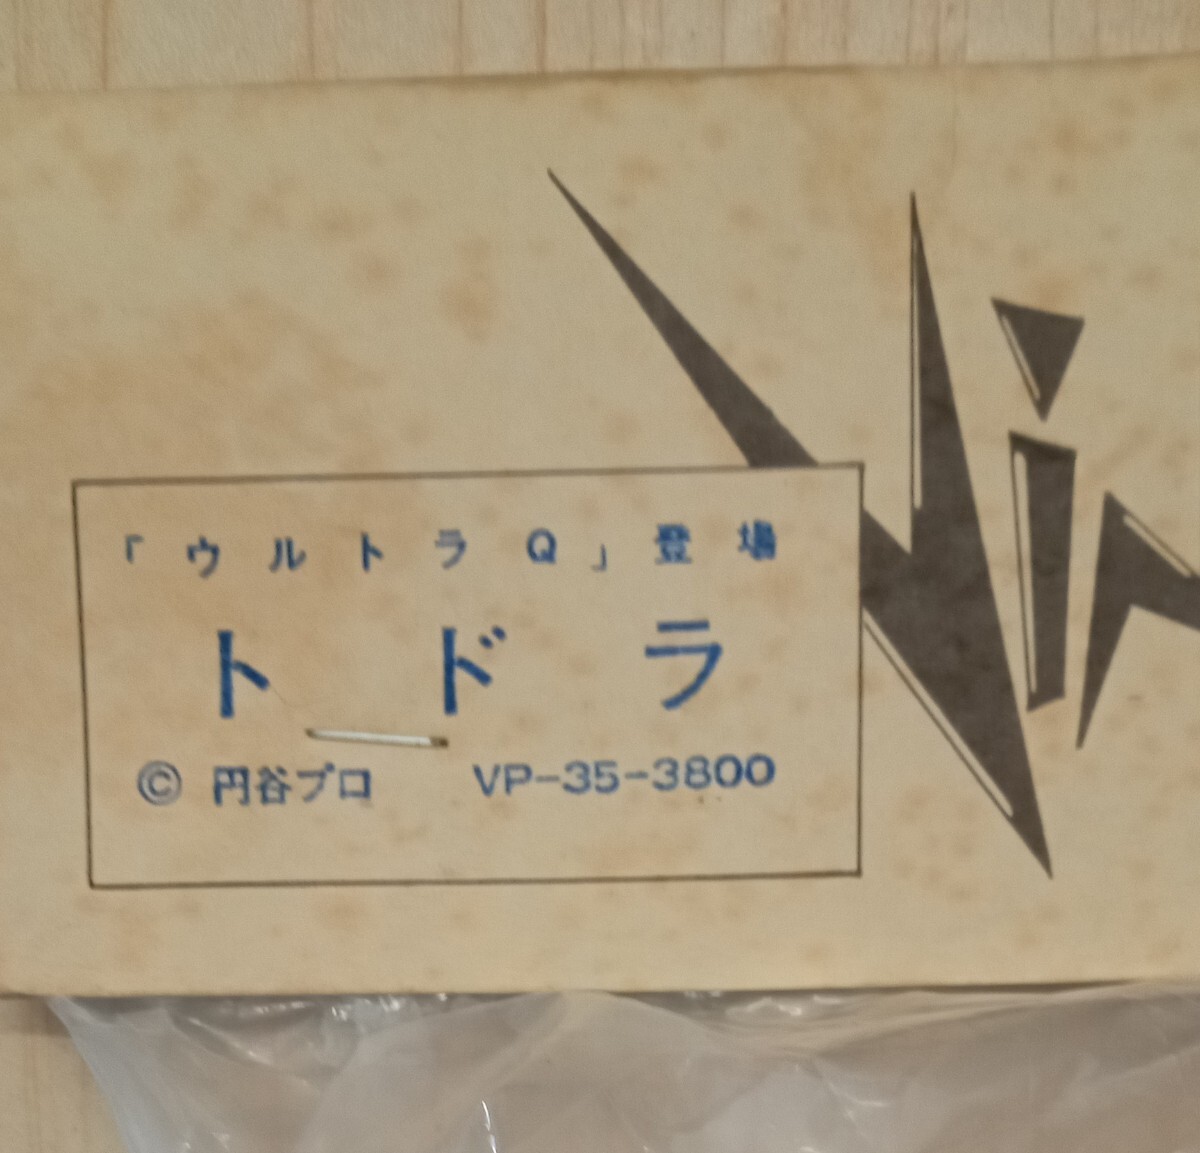 「ウルトラQ」登場
トドラ
© 円谷プロ VP-35-3800